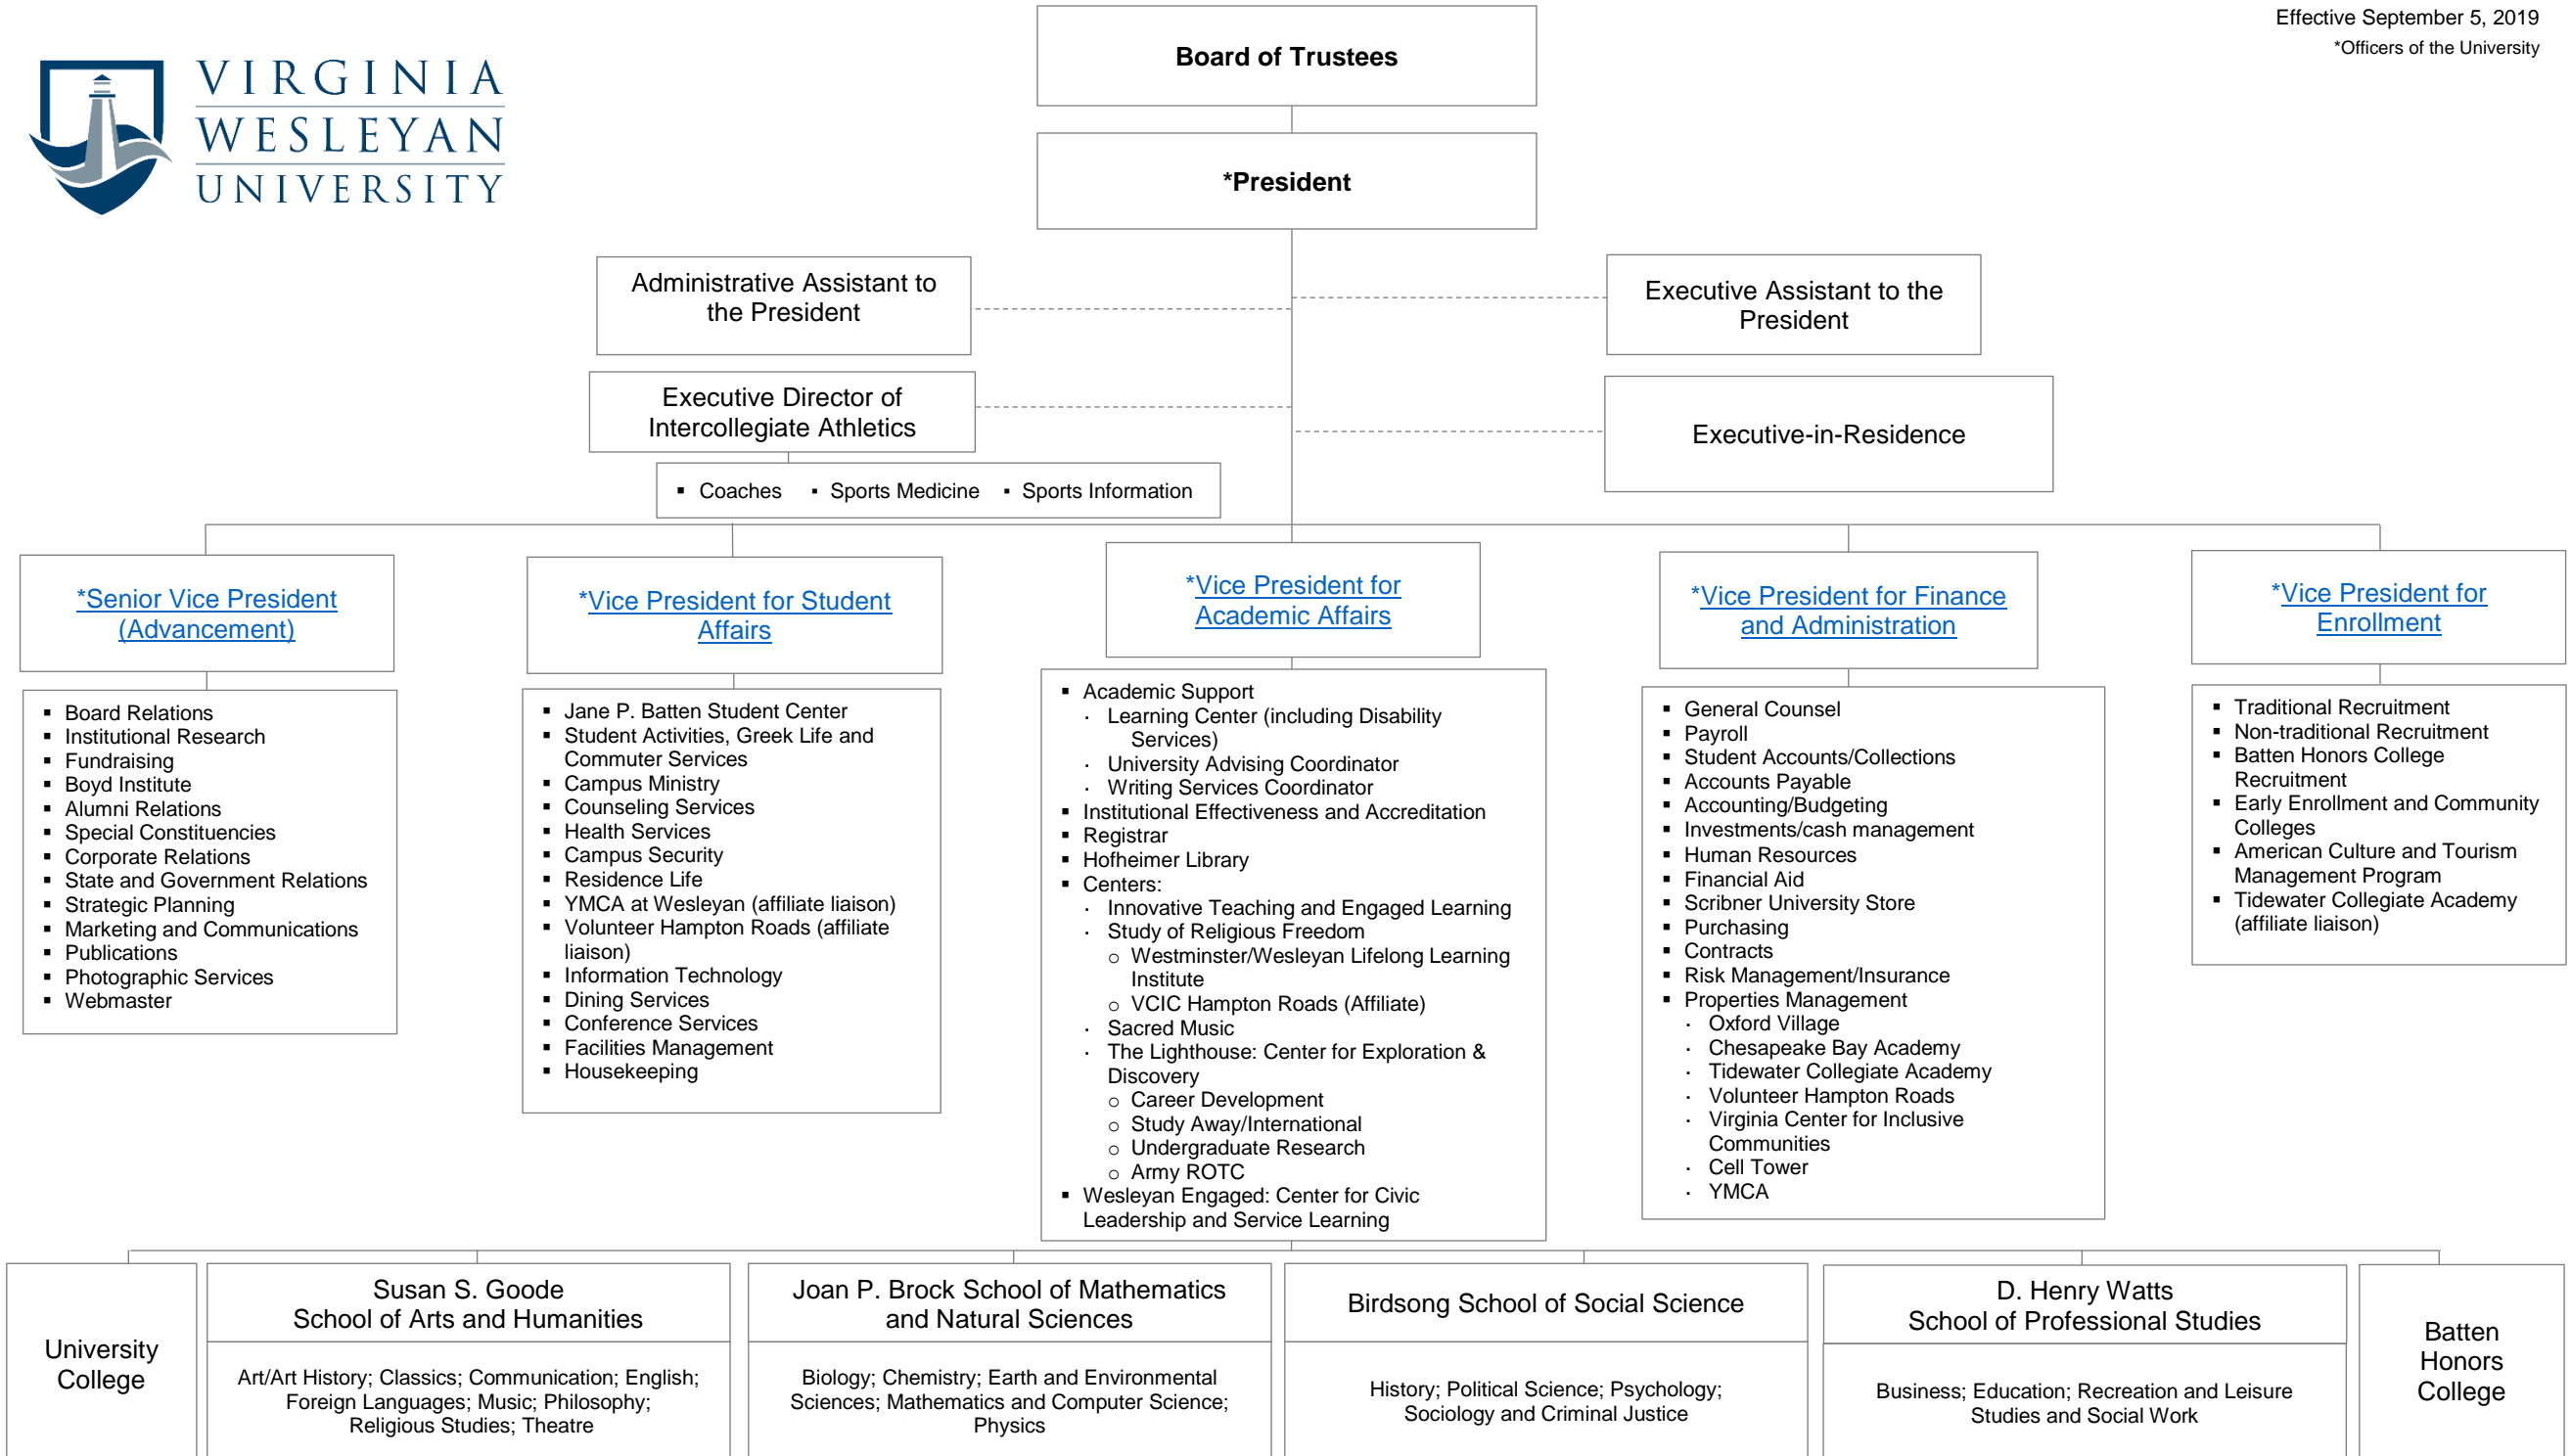 Effective September 5, 2019
*Officers of the University
VIRGINIA
WESLEYAN
UNIVERSITY
Board of Trustees
*President
Administrative Assistant to
the President
Executive Assistant to the
President
Executive Director of
Intercollegiate Athletics
Executive-in-Residence
▪ Coaches ▪ Sports Medicine ▪ Sports Information
*Senior Vice President
(Advancement)
▪ Board Relations
▪ Institutional Research
▪ Fundraising
▪ Boyd Institute
▪ Alumni Relations
▪ Special Constituencies
▪ Corporate Relations
▪ State and Government Relations
▪ Strategic Planning
▪ Marketing and Communications
▪ Publications
▪ Photographic Services
▪ Webmaster
*Vice President for Student
Affairs
▪ Jane P. Batten Student Center
▪ Student Activities, Greek Life and
Commuter Services
▪ Campus Ministry
▪ Counseling Services
▪ Health Services
▪ Campus Security
▪ Residence Life
▪ YMCA at Wesleyan (affiliate liaison)
▪ Volunteer Hampton Roads (affiliate
liaison)
▪ Information Technology
▪ Dining Services
▪ Conference Services
▪ Facilities Management
▪ Housekeeping
*Vice President for
Academic Affairs
▪ Academic Support
· Learning Center (including Disability
Services)
· University Advising Coordinator
· Writing Services Coordinator
▪ Institutional Effectiveness and Accreditation
▪ Registrar
▪ Hofheimer Library
▪ Centers:
· Innovative Teaching and Engaged Learning
· Study of Religious Freedom
o Westminster/Wesleyan Lifelong Learning
Institute
o VCIC Hampton Roads (Affiliate)
· Sacred Music
· The Lighthouse: Center for Exploration &
Discovery
o Career Development
o Study Away/International
o Undergraduate Research
o Army ROTC
▪ Wesleyan Engaged: Center for Civic
Leadership and Service Learning
*Vice President for Finance
and Administration
▪ General Counsel
▪ Payroll
▪ Student Accounts/Collections
▪ Accounts Payable
▪ Accounting/Budgeting
▪ Investments/cash management
▪ Human Resources
▪ Financial Aid
▪ Scribner University Store
▪ Purchasing
▪ Contracts
▪ Risk Management/Insurance
▪ Properties Management
· Oxford Village
· Chesapeake Bay Academy
· Tidewater Collegiate Academy
· Volunteer Hampton Roads
· Virginia Center for Inclusive
Communities
· Cell Tower
· YMCA
*Vice President for
Enrollment
▪ Traditional Recruitment
▪ Non-traditional Recruitment
▪ Batten Honors College
Recruitment
▪ Early Enrollment and Community
Colleges
▪ American Culture and Tourism
Management Program
▪ Tidewater Collegiate Academy
(affiliate liaison)
University
College
Susan S. Goode
School of Arts and Humanities
Art/Art History; Classics; Communication; English;
Foreign Languages; Music; Philosophy;
Religious Studies; Theatre
Joan P. Brock School of Mathematics
and Natural Sciences
Biology; Chemistry; Earth and Environmental
Sciences; Mathematics and Computer Science;
Physics
Birdsong School of Social Science
History; Political Science; Psychology;
Sociology and Criminal Justice
D. Henry Watts
School of Professional Studies
Business; Education; Recreation and Leisure
Studies and Social Work
Batten
Honors
College